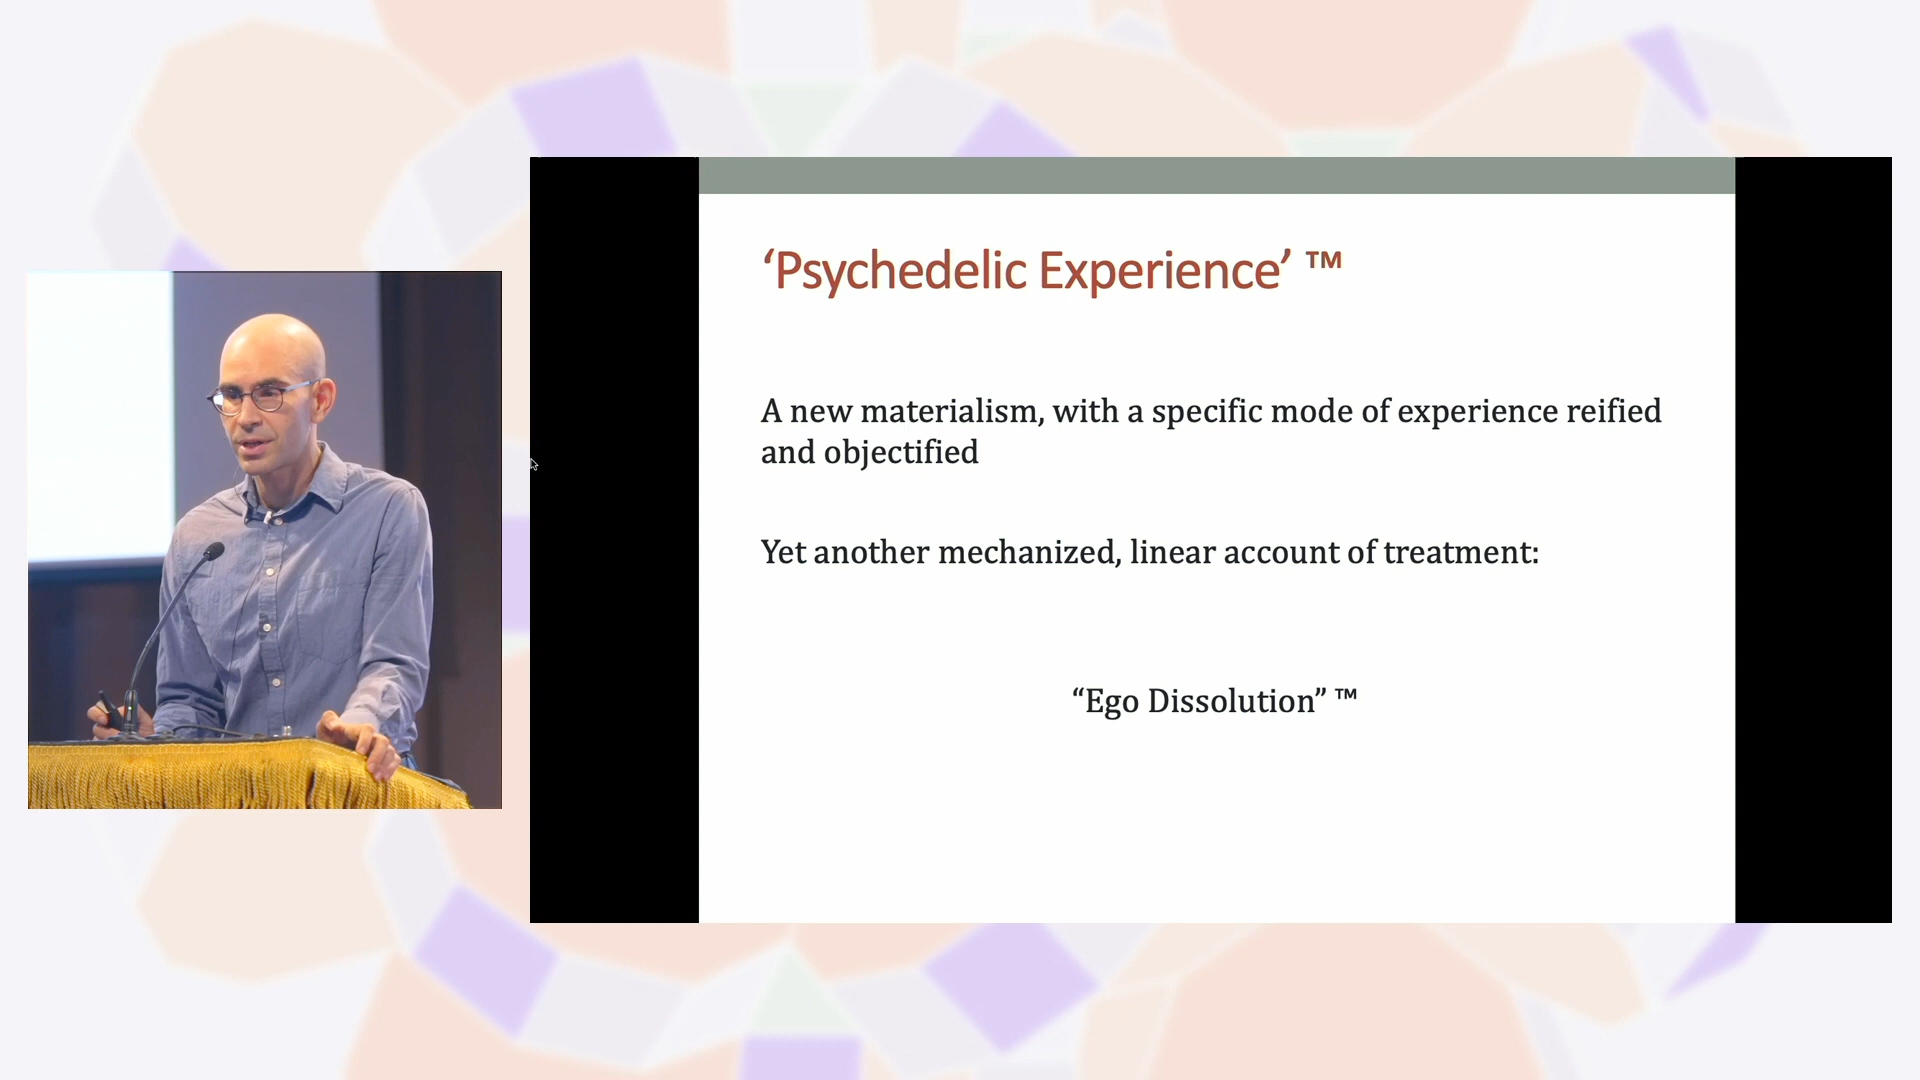 ‘Psychedelic Experience’ ™
A new materialism, with a specific mode of experience reified
and objectified
Yet another mechanized, linear account of treatment:
“Ego Dissolution” ™